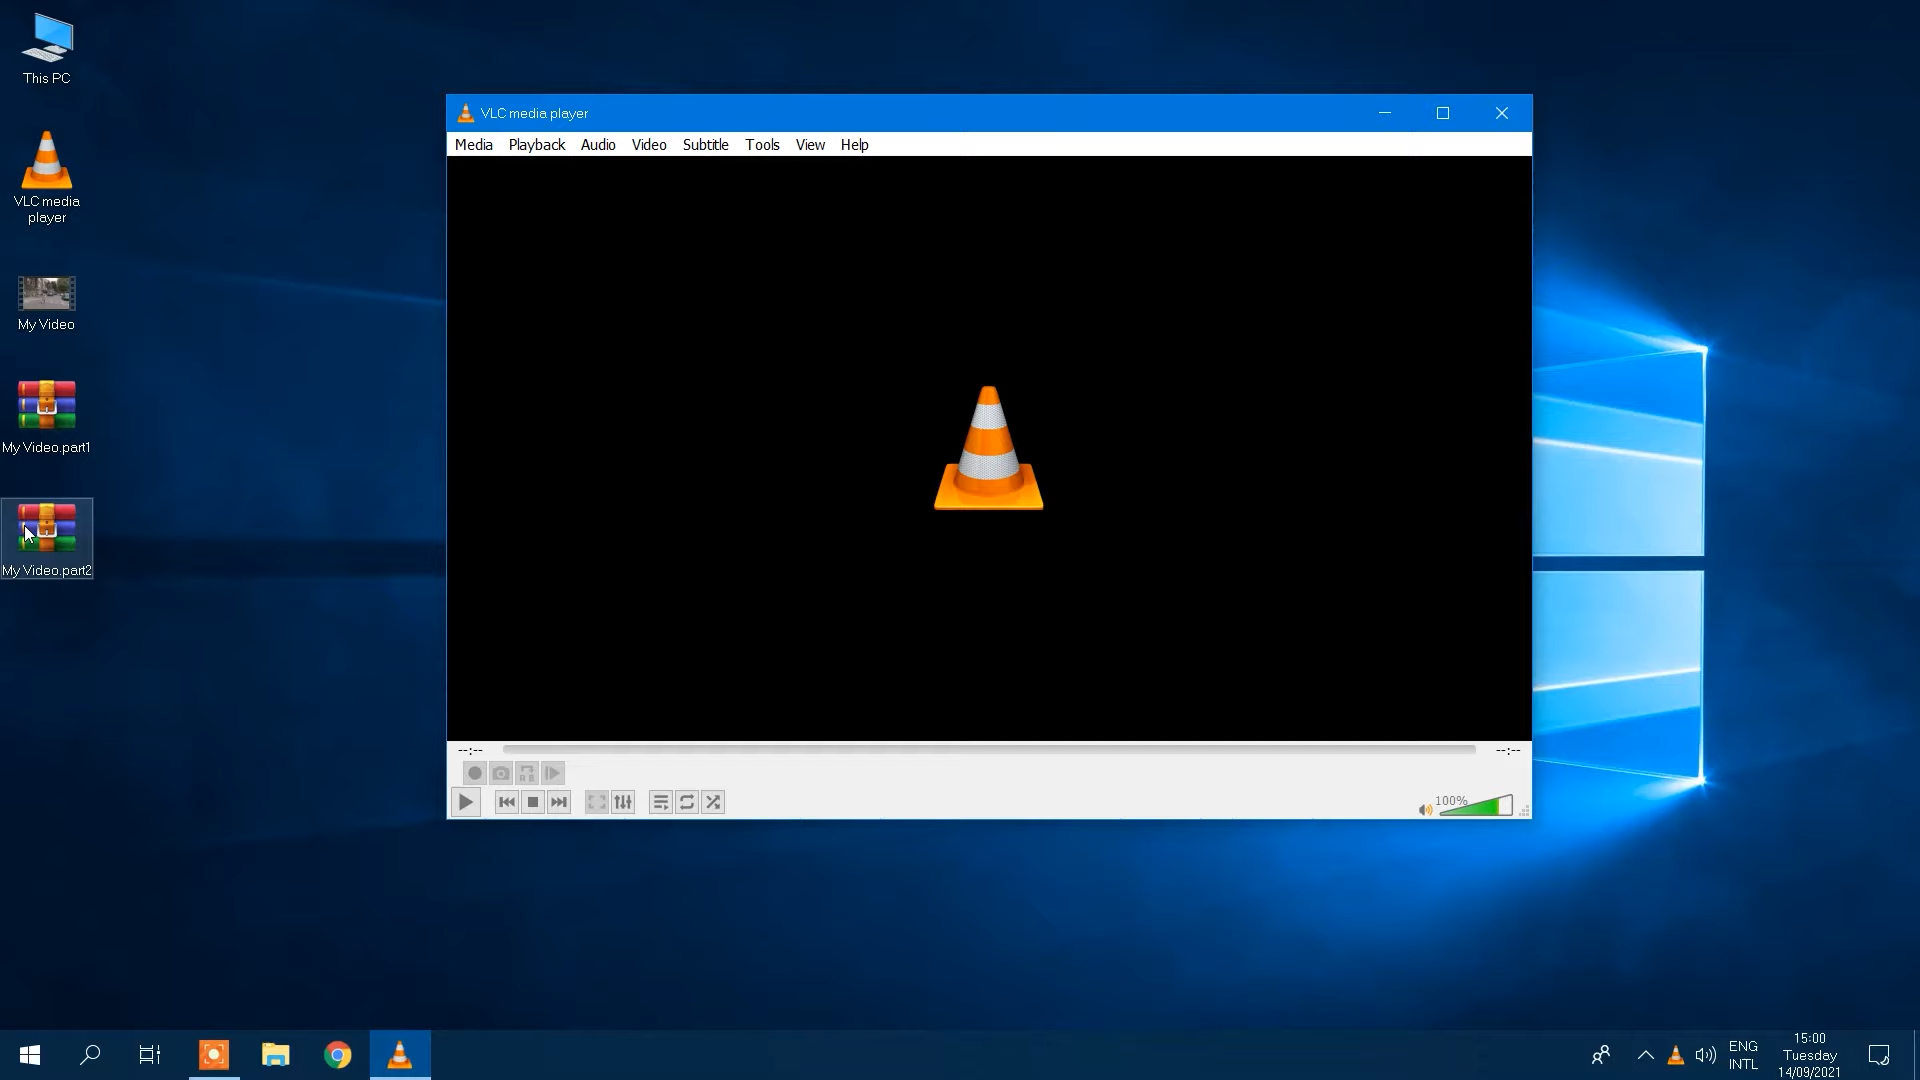 This PC
VLC media
player
My Video
My Video.part1
My Video.part2
VLC media player
Media Playback Audio Video Subtitle Tools View Help
--:-- --:--
100%
ENG
INTL
15:00
Tuesday
14/09/2021